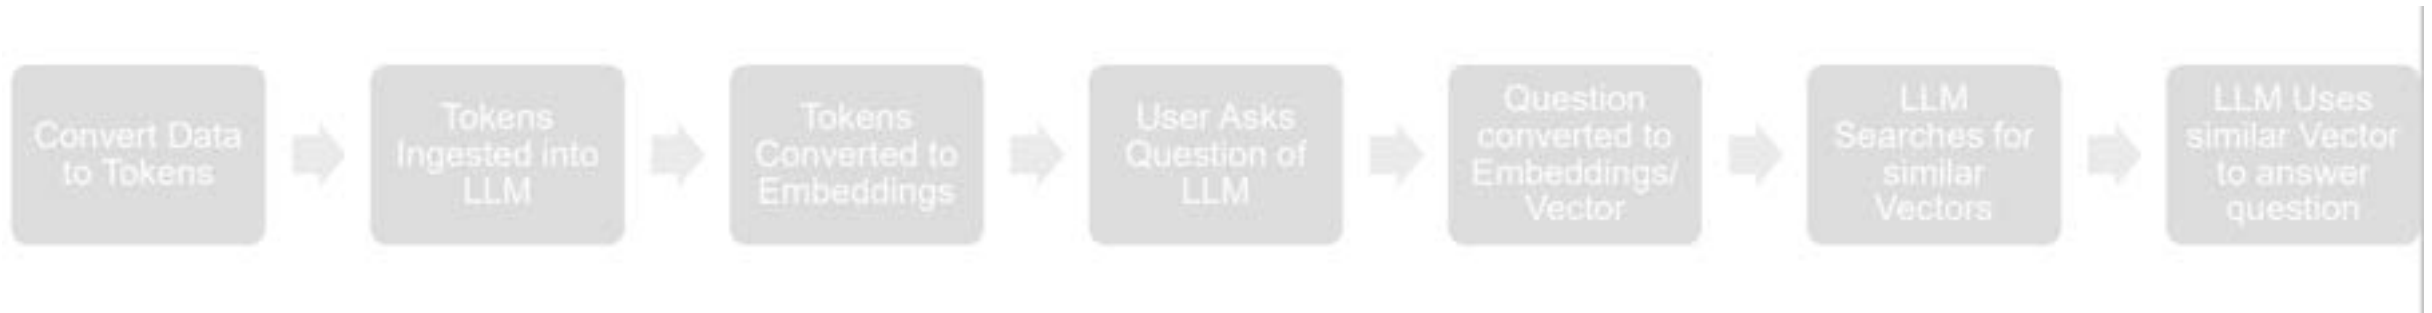 Convert Data
to Tokens
Tokens
Ingested into
LLM
Tokens
Converted to
Embeddings
User Asks
Question of
LLM
Question
converted to
Embeddings/
Vector
LLM
Searches for
similar
Vectors
LLM Uses
similar Vector
to answer
question